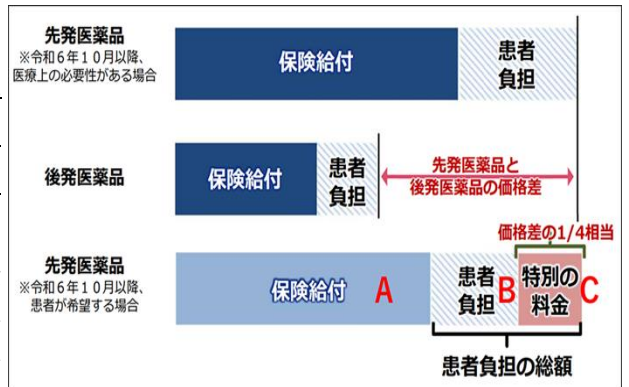 先発医薬品
※令和6年10月以降、
医療上の必要性がある場合
保険給付
患者
負担
後発医薬品
保険給付
患者
負担
先発医薬品と
後発医薬品の価格差
価格差の1/4相当
先発医薬品
※令和6年10月以降、
患者が希望する場合
保険給付 A
患者
負担 B
特別の
料金 C
患者負担の総額